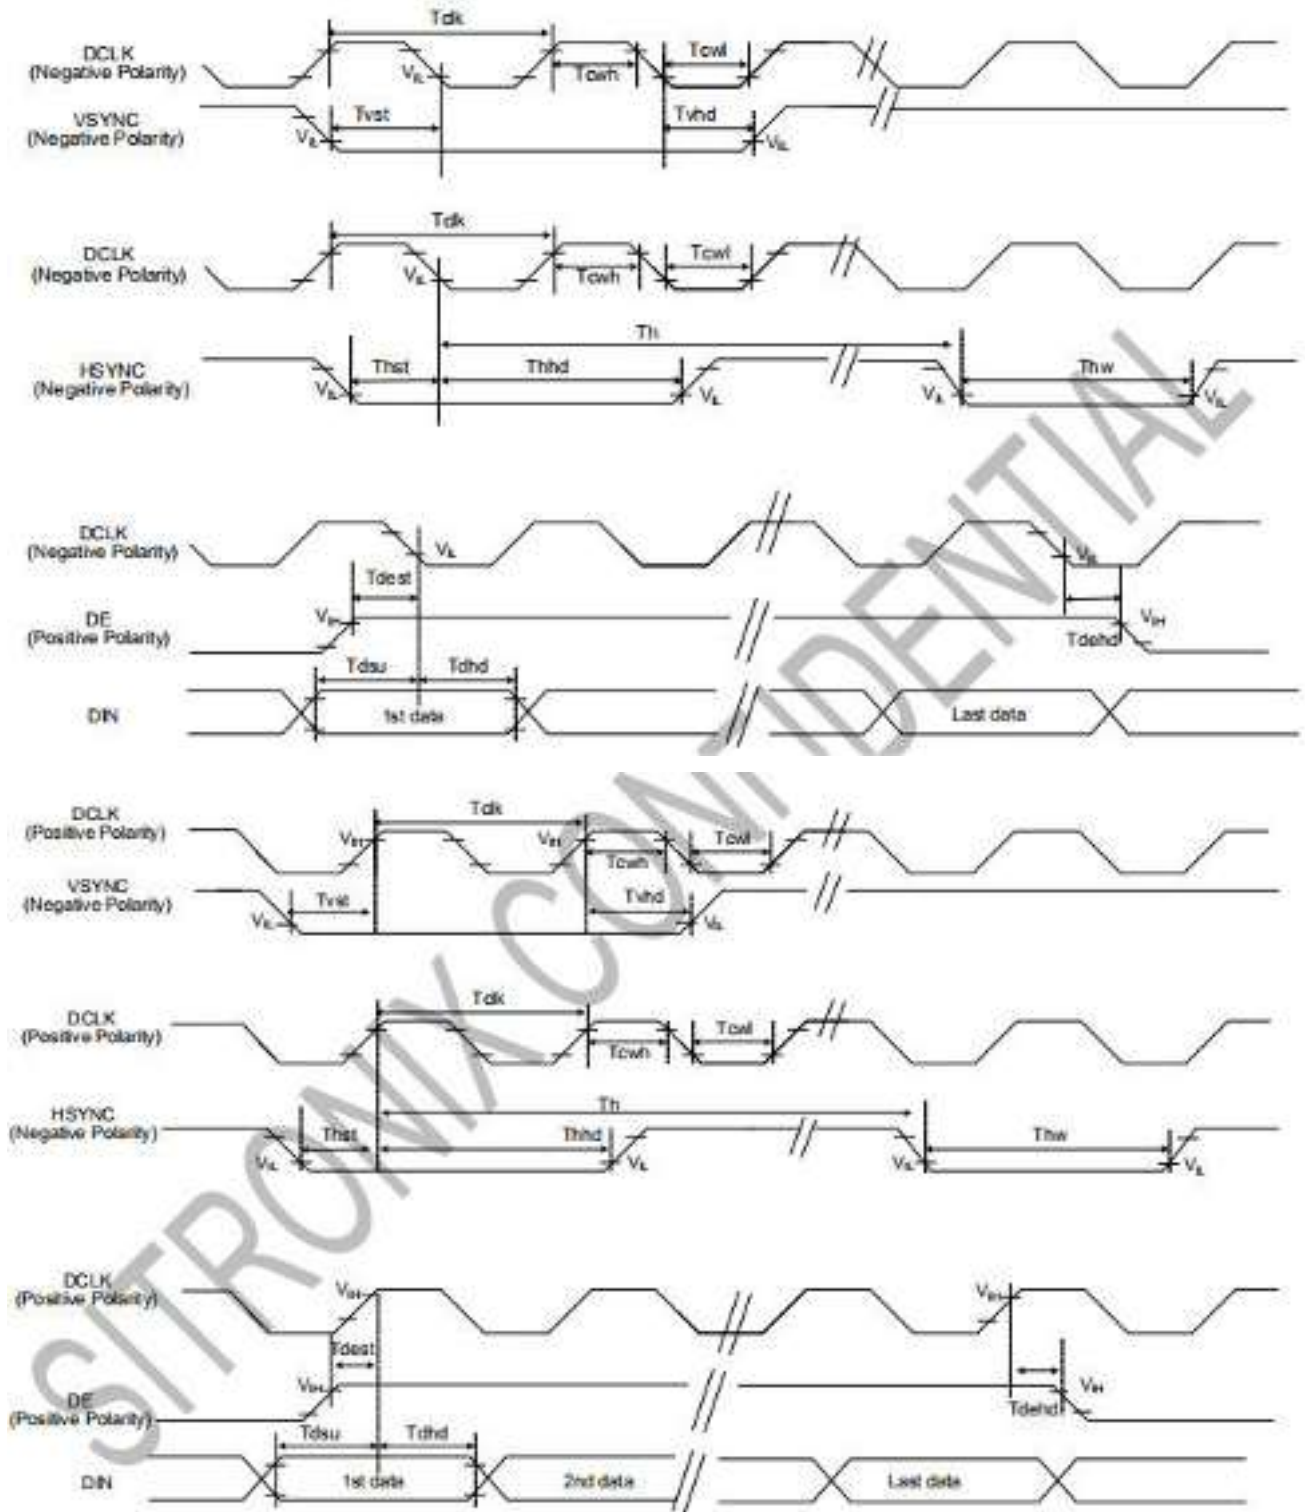 Tclk
DCLK
(Negative Polarity)
VIL
Tcwh
Tcwl
VSYNC
(Negative Polarity)
VIL
Tvst
Tvhd
VIL
Tclk
DCLK
(Negative Polarity)
VIL
Tcwh
Tcwl
Th
HSYNC
(Negative Polarity)
VIL
Thst
Thhd
VIL
VIL
Thw
VIL
DCLK
(Negative Polarity)
VIL
VIL
Tdest
DE
(Positive Polarity)
VIH
VIH
Tdehd
Tdsu
Tdhd
DIN
1st data
Last data
Tclk
DCLK
(Positive Polarity)
VIH
VIH
Tcwh
Tcwl
VSYNC
(Negative Polarity)
VIL
Tvst
Tvhd
VIL
Tclk
DCLK
(Positive Polarity)
Tcwh
Tcwl
Th
HSYNC
(Negative Polarity)
VIL
Thst
Thhd
VIL
VIL
Thw
VIL
DCLK
(Positive Polarity)
VIH
VIH
Tdest
DE
(Positive Polarity)
VIH
VIH
Tdehd
Tdsu
Tdhd
DIN
1st data
2nd data
Last data
SITRONIX CONFIDENTIAL